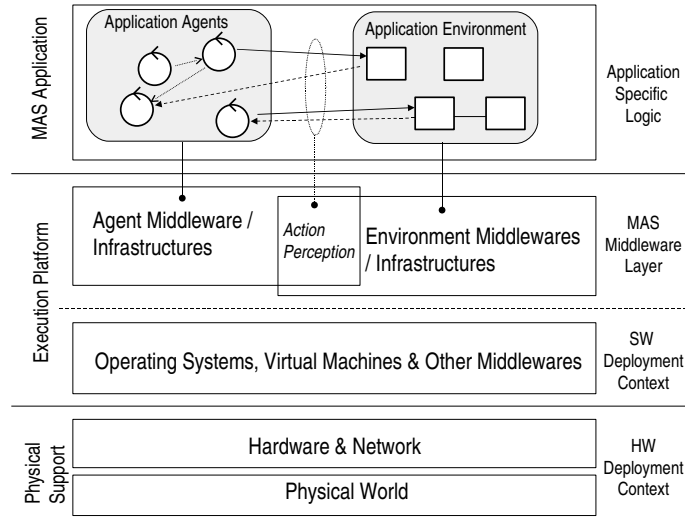 MAS Application
Application Agents
Application Environment
Application
Specific
Logic
Execution Platform
Agent Middleware /
Infrastructures
Action
Perception
Environment Middlewares
/ Infrastructures
MAS
Middleware
Layer
Operating Systems, Virtual Machines & Other Middlewares
SW
Deployment
Context
Physical
Support
Hardware & Network
Physical World
HW
Deployment
Context